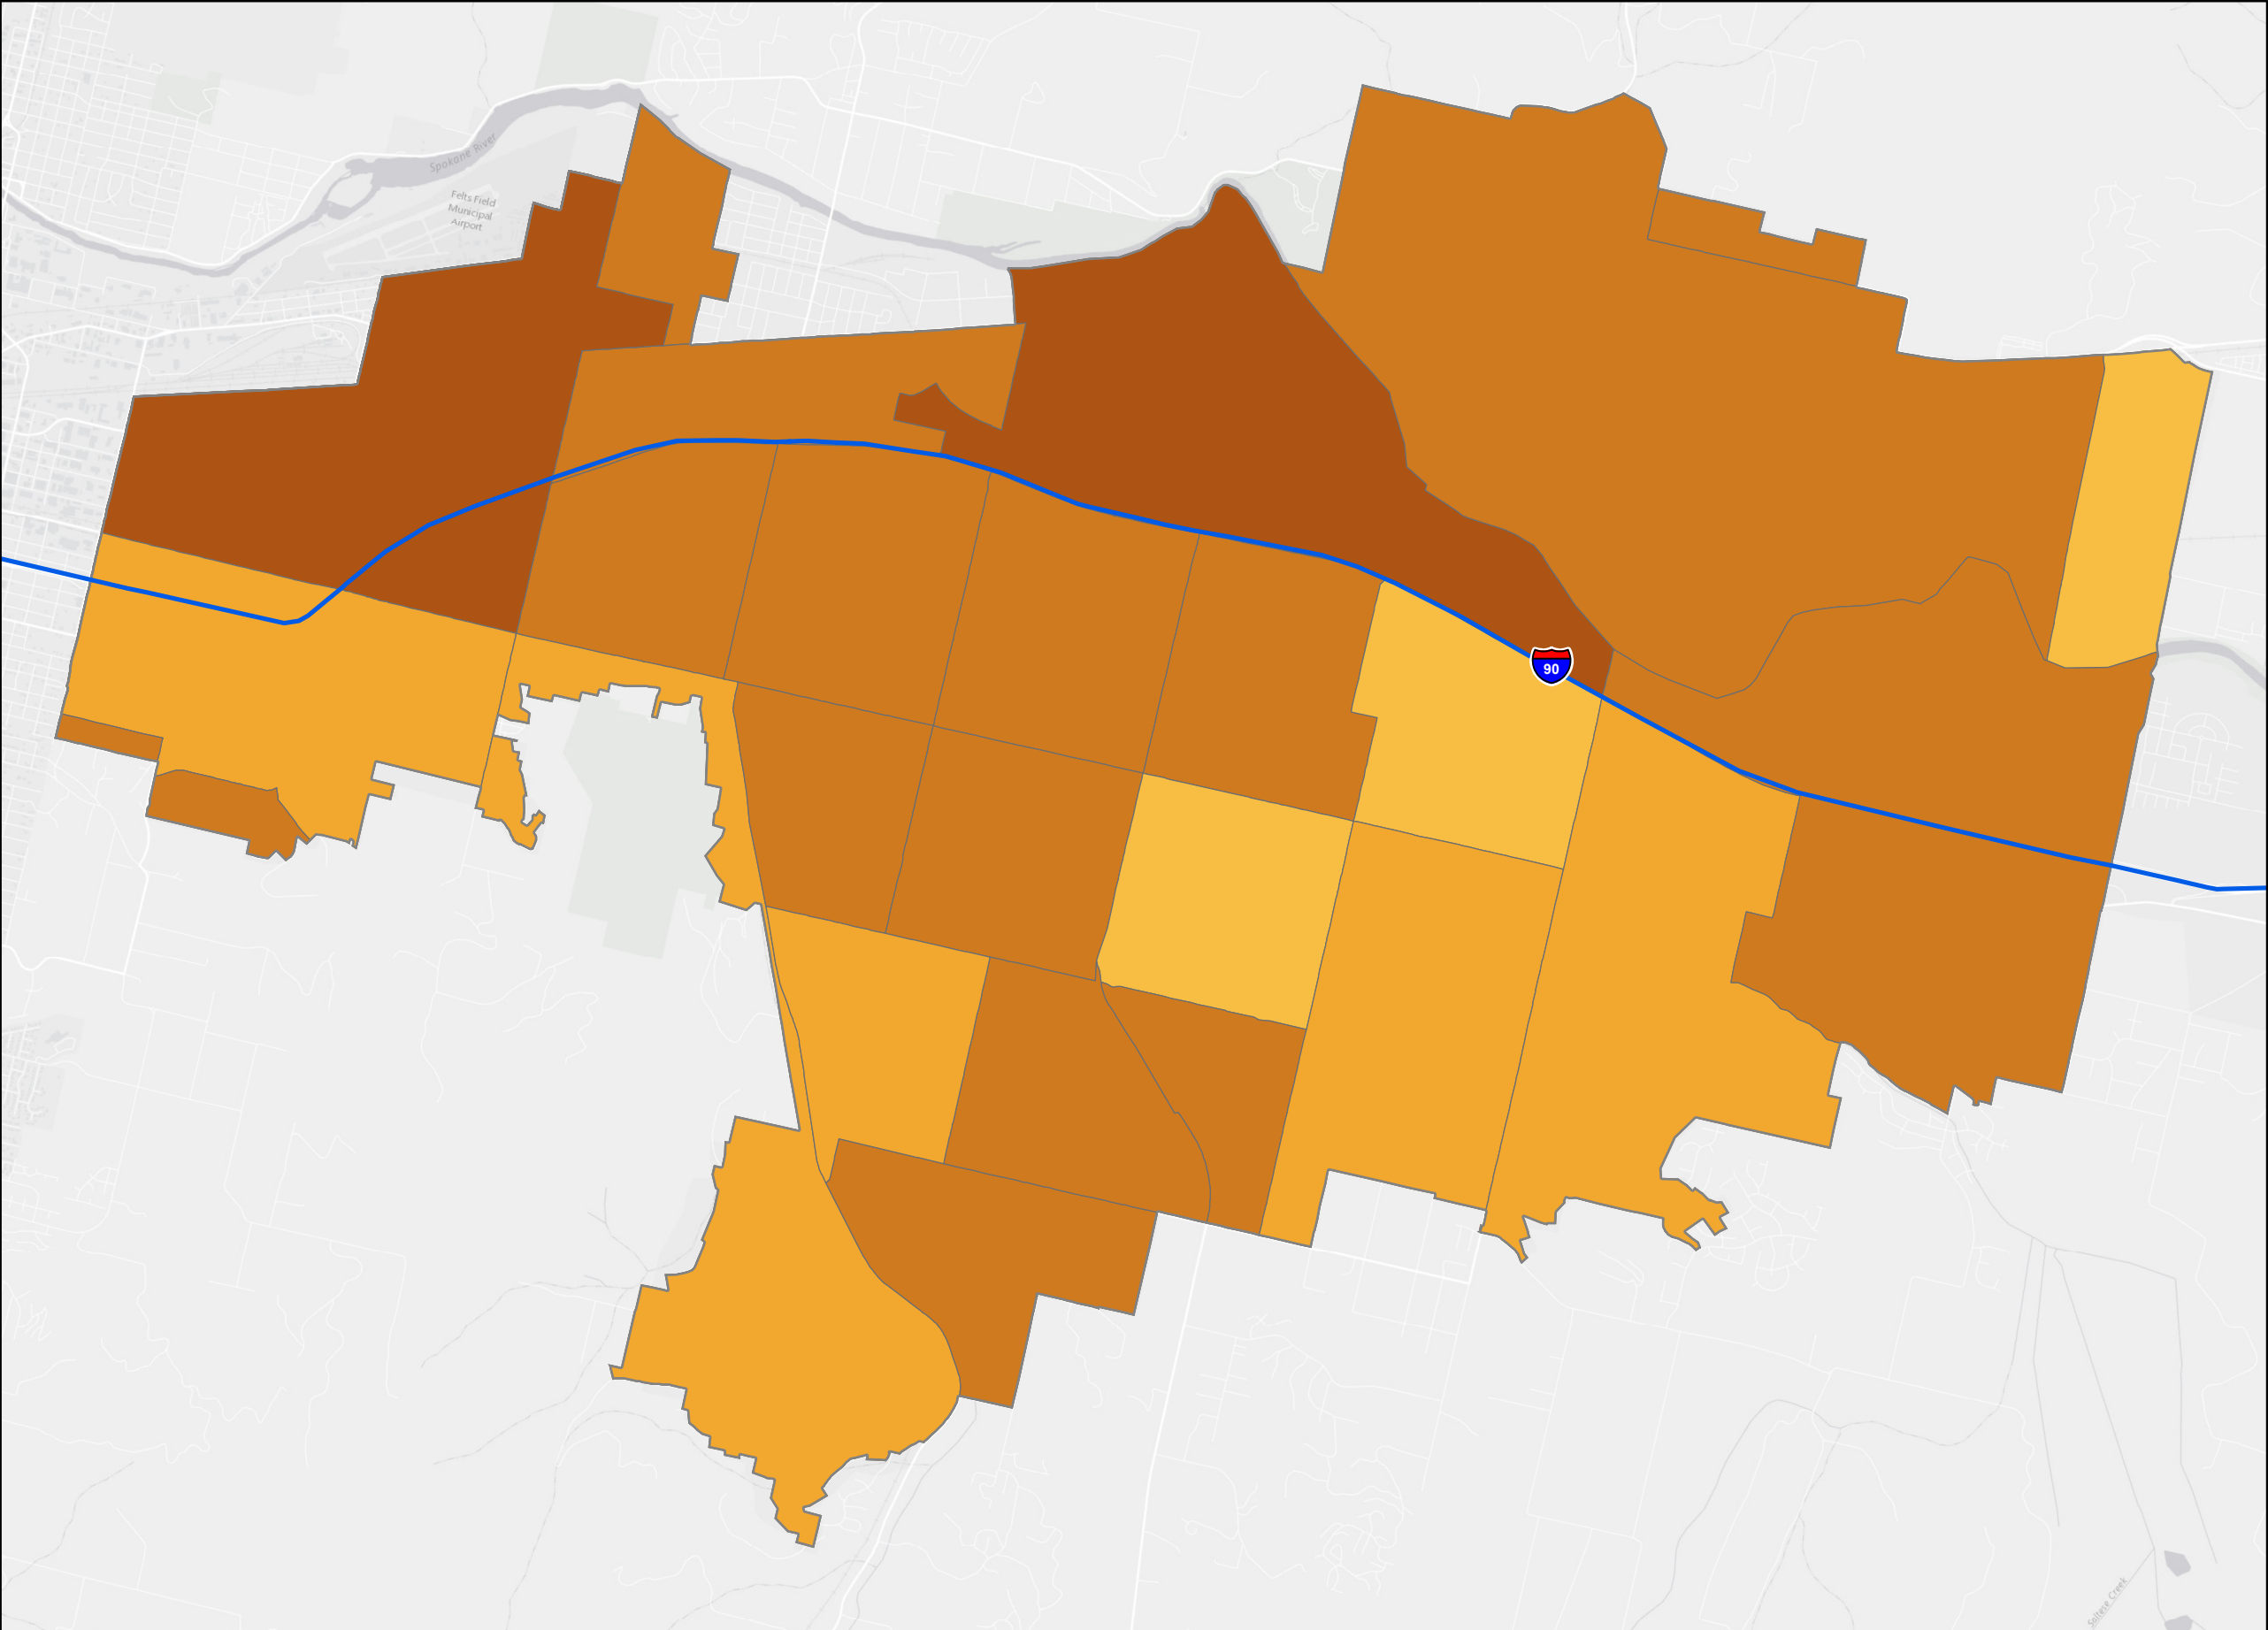 Spokane River
Felts Field
Municipal
Airport
90
Saltese Creek